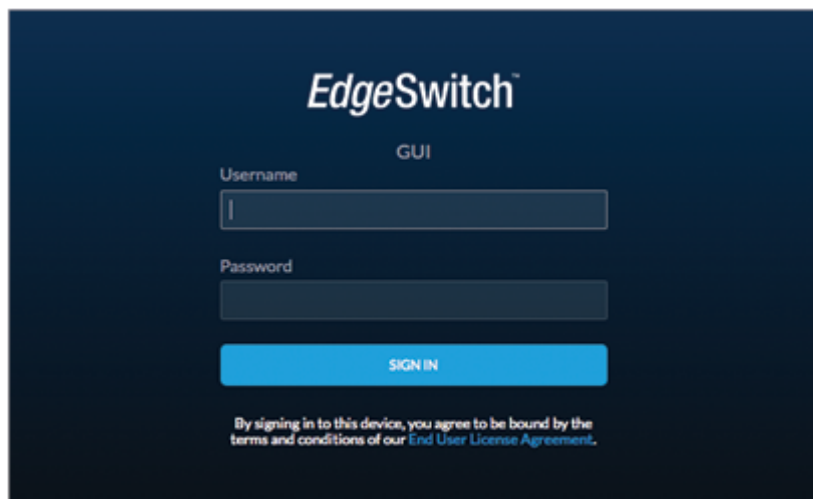 EdgeSwitch™
GUI
Username
Password
SIGN IN
By signing in to this device, you agree to be bound by the
terms and conditions of our End User License Agreement.